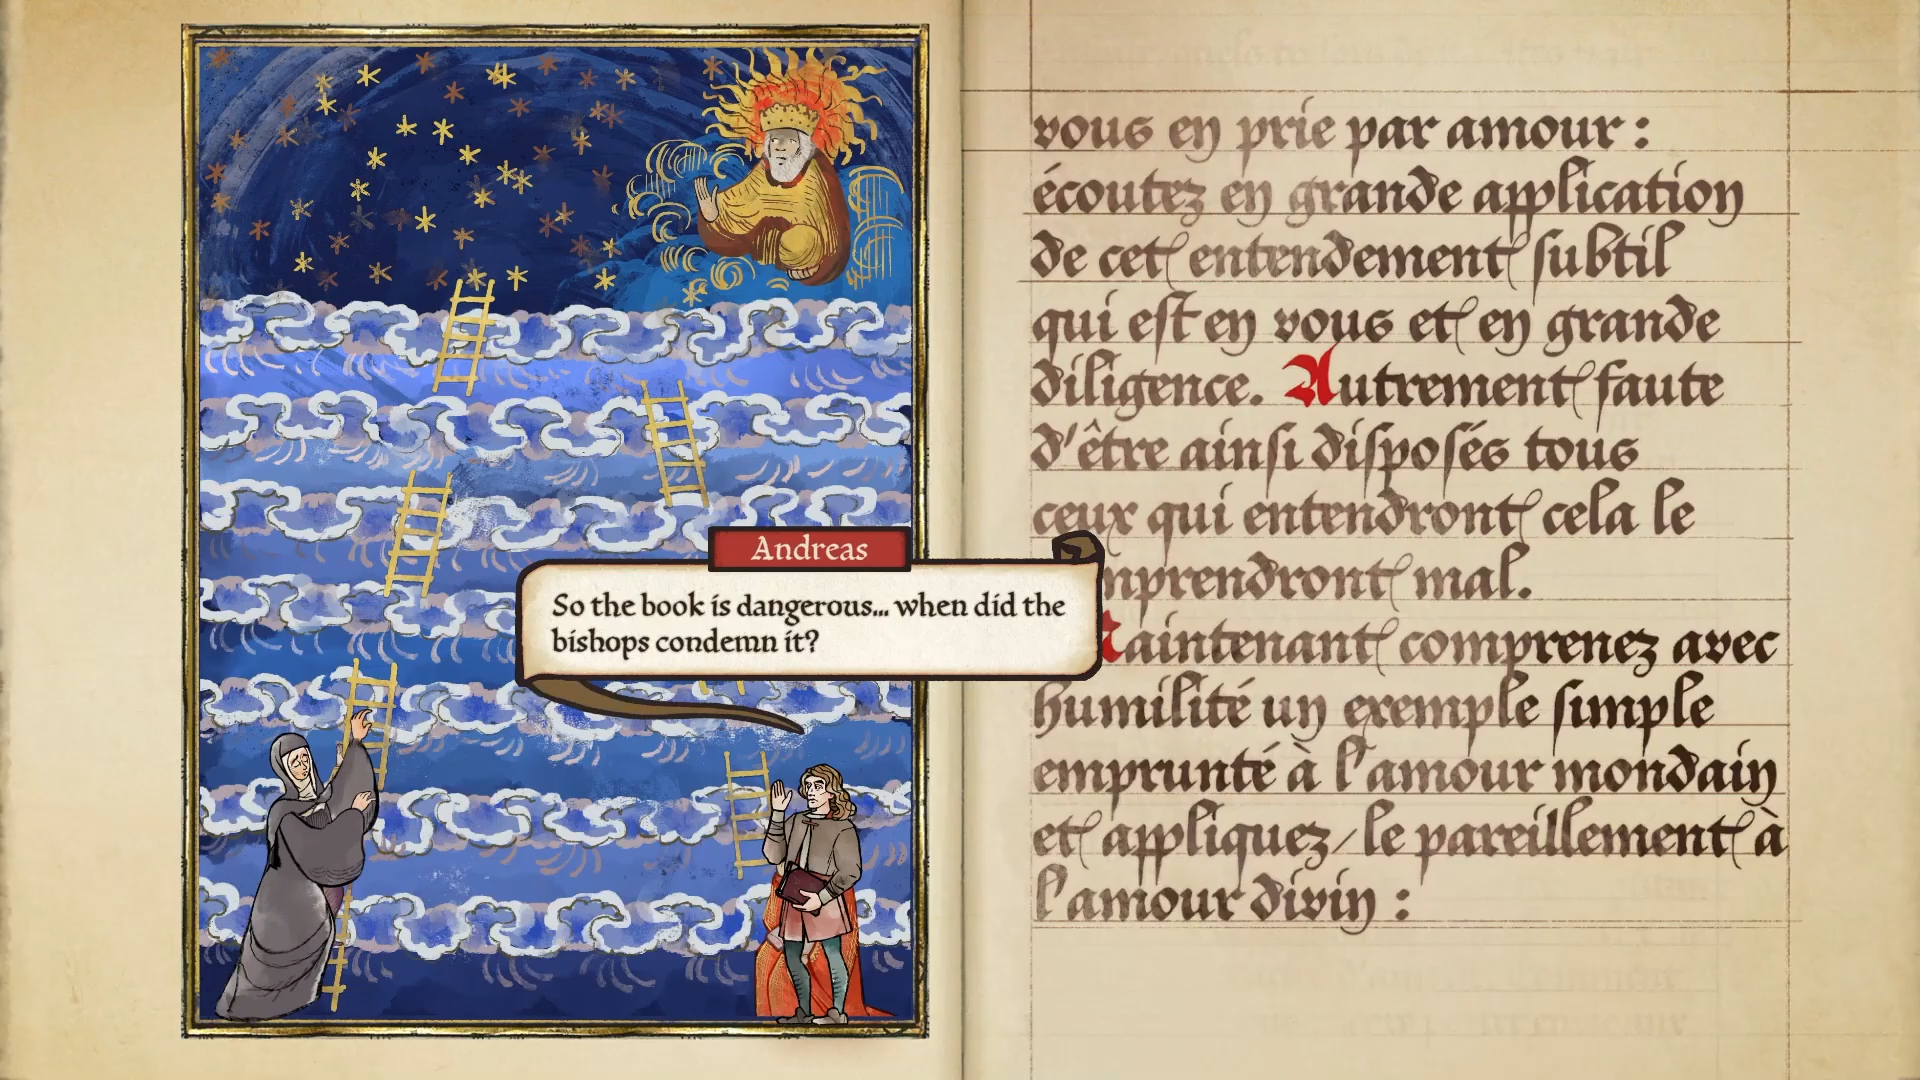 Andreas
So the book is dangerous... when did the
bishops condemn it?
vous en prie par amour :
écoutez en grande application
de cet entendement subtil
qui est en vous et en grande
diligence. Autrement faute
d'être ainsi disposés tous
ceux qui entendront cela le
mprendront mal.
aintenant comprenez avec
humilité un exemple simple
emprunté à l'amour mondain
et appliquez/le pareillement à
l'amour divin :